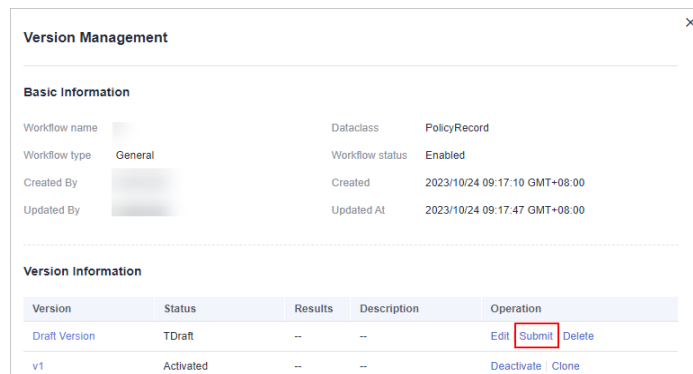 Version Management
Basic Information
Workflow name Dataclass PolicyRecord
Workflow type General Workflow status Enabled
Created By Created 2023/10/24 09:17:10 GMT+08:00
Updated By Updated At 2023/10/24 09:17:47 GMT+08:00
Version Information
Version Status Results Description Operation
Draft Version TDraft -- -- Edit Submit Delete
v1 Activated -- -- Deactivate Clone